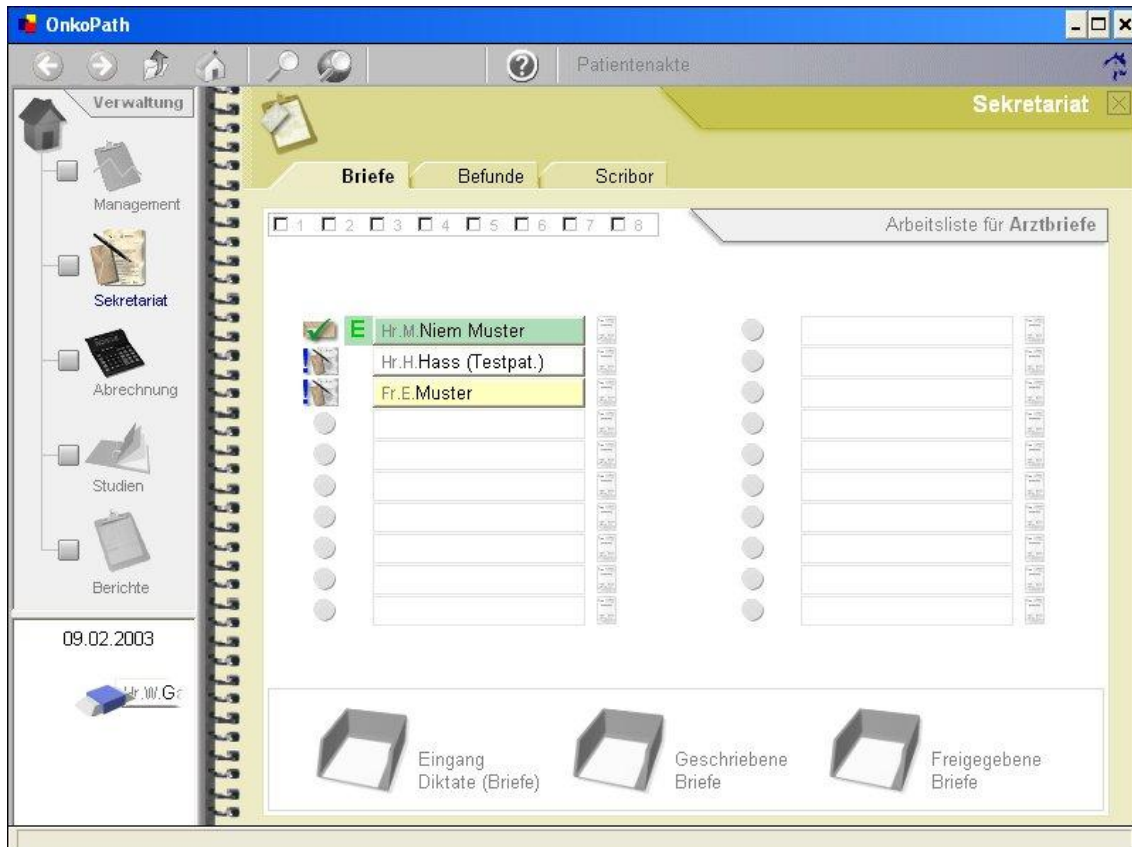 OnkoPath
Patientenakte
Verwaltung
Management
Sekretariat
Abrechnung
Studien
Berichte
09.02.2003
Hr.W.Ga
Sekretariat
Briefe Befunde Scribor
1 2 3 4 5 6 7 8
Arbeitsliste für Arztbriefe
E Hr.M.Niem Muster
Hr.H.Hass (Testpat.)
Fr.E.Muster
Eingang
Diktate (Briefe)
Geschriebene
Briefe
Freigegebene
Briefe